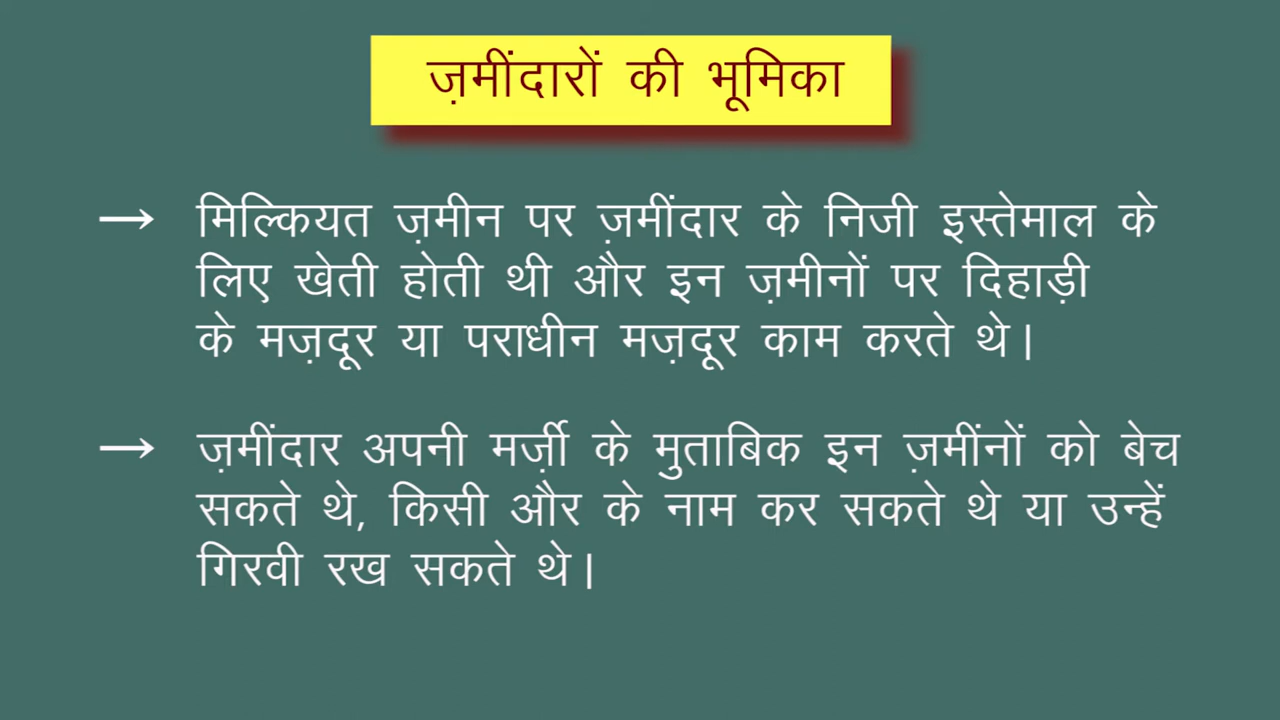 ज़मींदारों की भूमिका
→ मिल्कियत ज़मीन पर ज़मींदार के निजी इस्तेमाल के
लिए खेती होती थी और इन ज़मीनों पर दिहाड़ी
के मज़दूर या पराधीन मज़दूर काम करते थे।
→ ज़मींदार अपनी मर्ज़ी के मुताबिक इन ज़मींनों को बेच
सकते थे, किसी और के नाम कर सकते थे या उन्हें
गिरवी रख सकते थे।